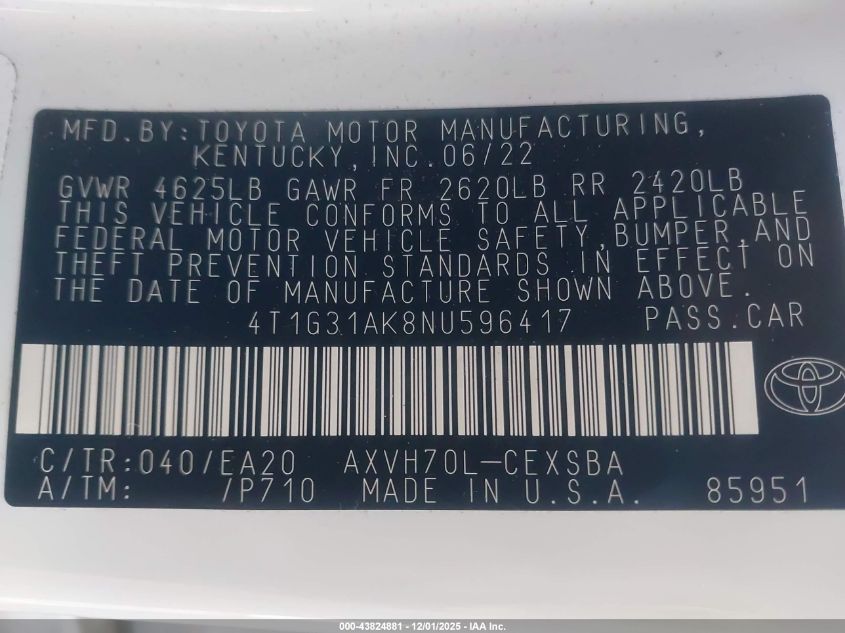 MFD.BY:TOYOTA MOTOR MANUFACTURING,
KENTUCKY,INC.06/22
GVWR 4625LB GAWR FR 2620LB RR 2420LB
THIS VEHICLE CONFORMS TO ALL APPLICABLE
FEDERAL MOTOR VEHICLE SAFETY,BUMPER,AND
THEFT PREVENTION STANDARDS IN EFFECT ON
THE DATE OF MANUFACTURE SHOWN ABOVE.
4T1G31AK8NU596417 PASS.CAR
C/TR:040/EA20 AXVH70L-CEXSBA
A/TM: /P710 MADE IN U.S.A. 85951
000-43824881 - 12/01/2025 - IAA Inc.